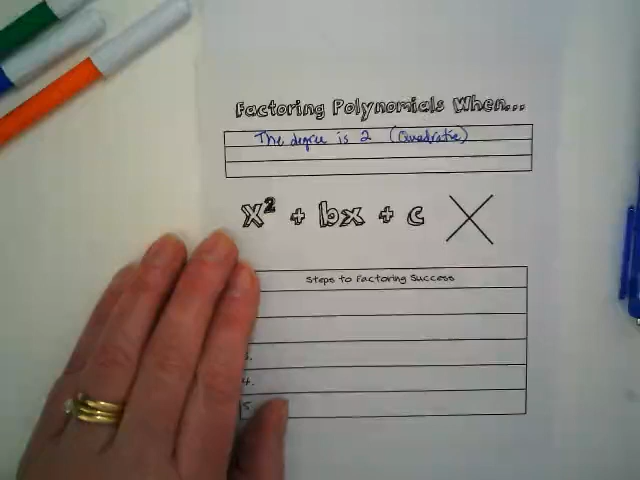 Factoring Polynomials When...
The degree is 2 (Quadratic)
x² + bx + c
Steps to Factoring Success
3.
4.
5.